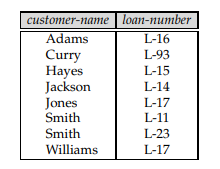 customer-name loan-number
Adams L-16
Curry L-93
Hayes L-15
Jackson L-14
Jones L-17
Smith L-11
Smith L-23
Williams L-17